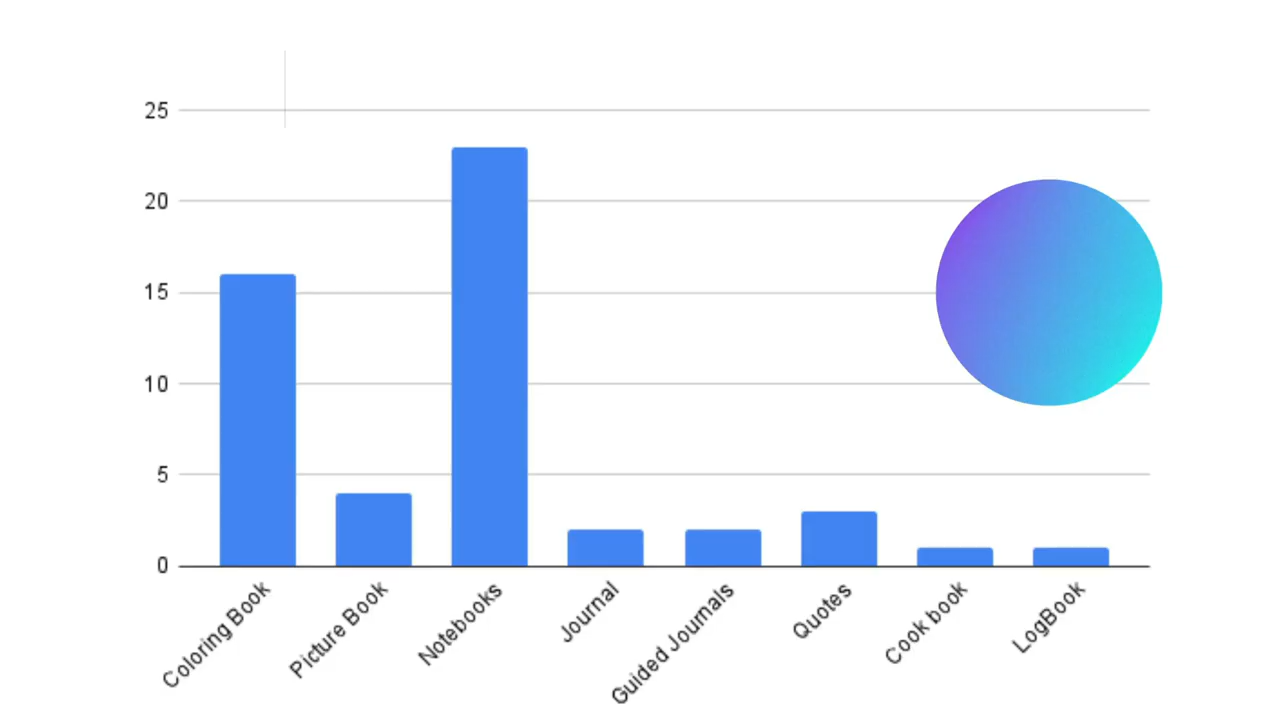 25
20
15
10
5
0
Coloring Book
Picture Book
Notebooks
Journal
Guided Journals
Quotes
Cook book
LogBook